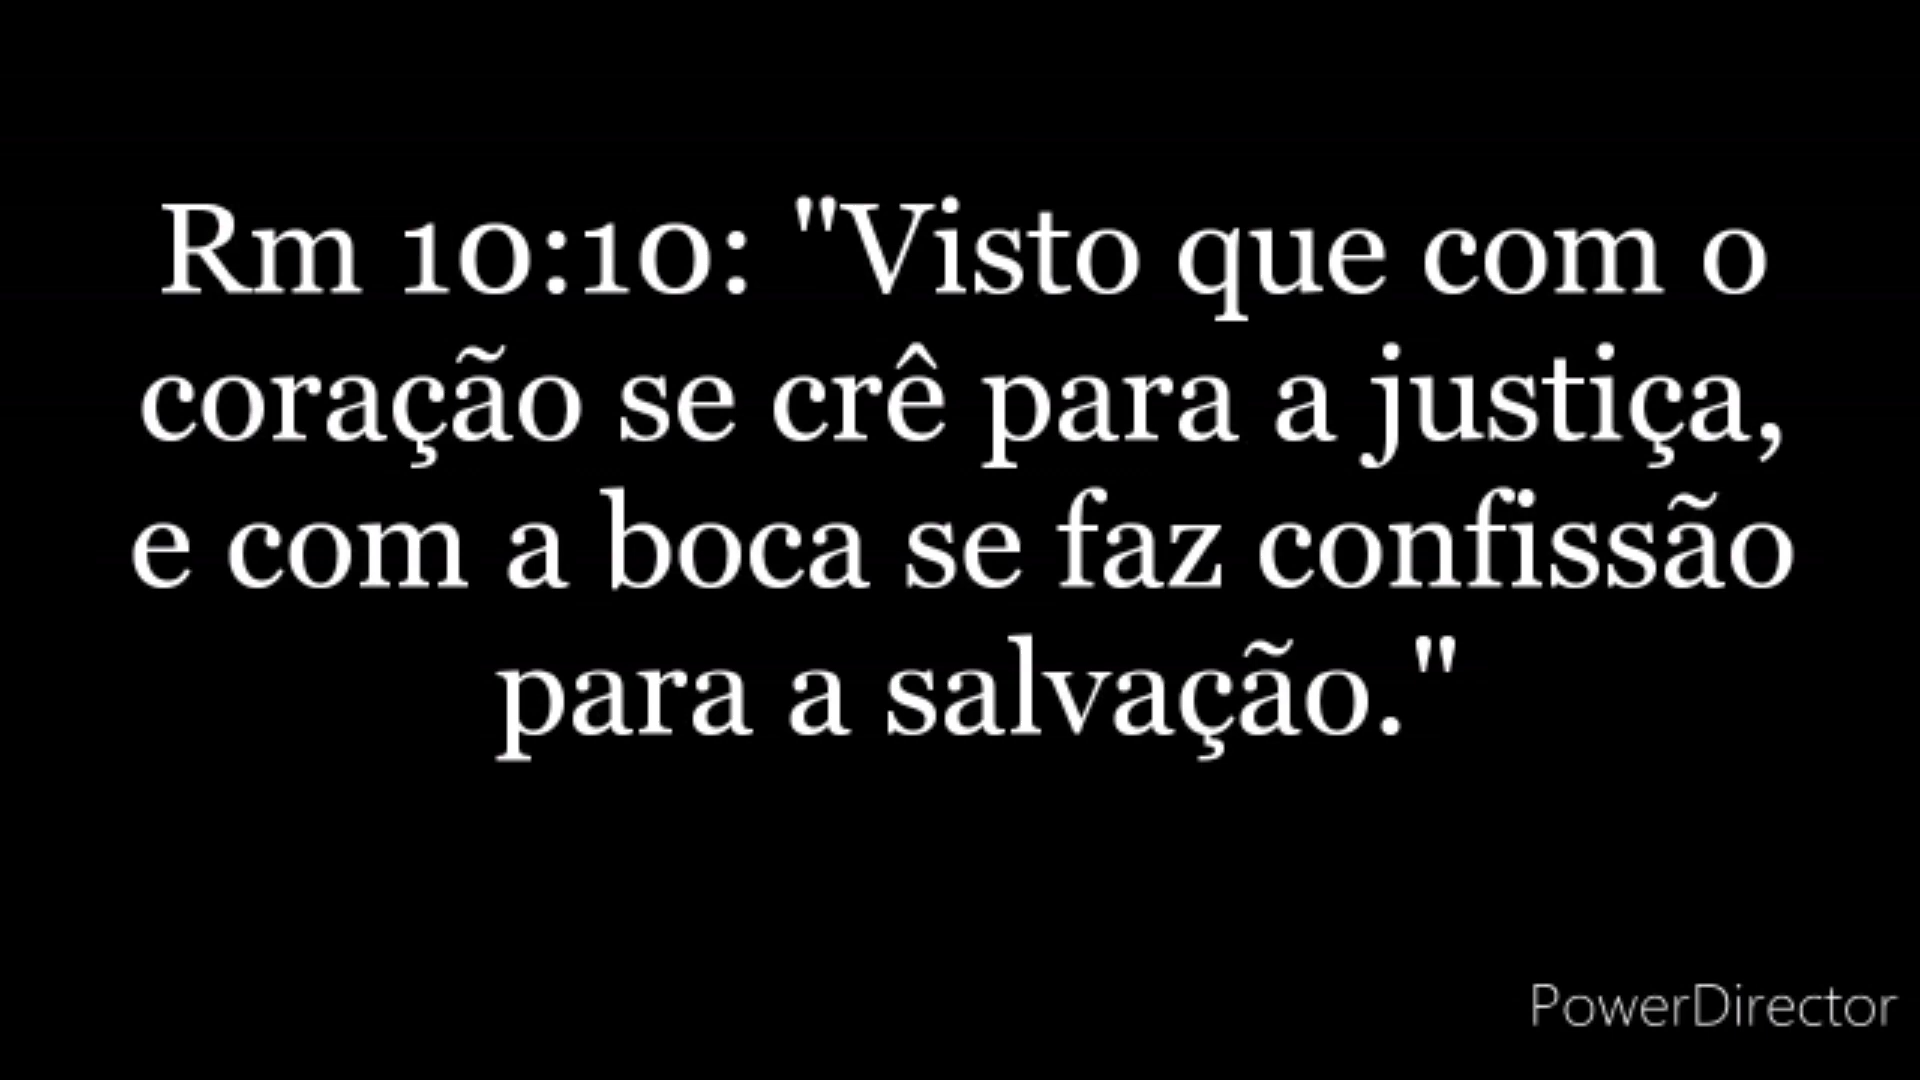 Rm 10:10: "Visto que com o
coração se crê para a justiça,
e com a boca se faz confissão
para a salvação."
PowerDirector